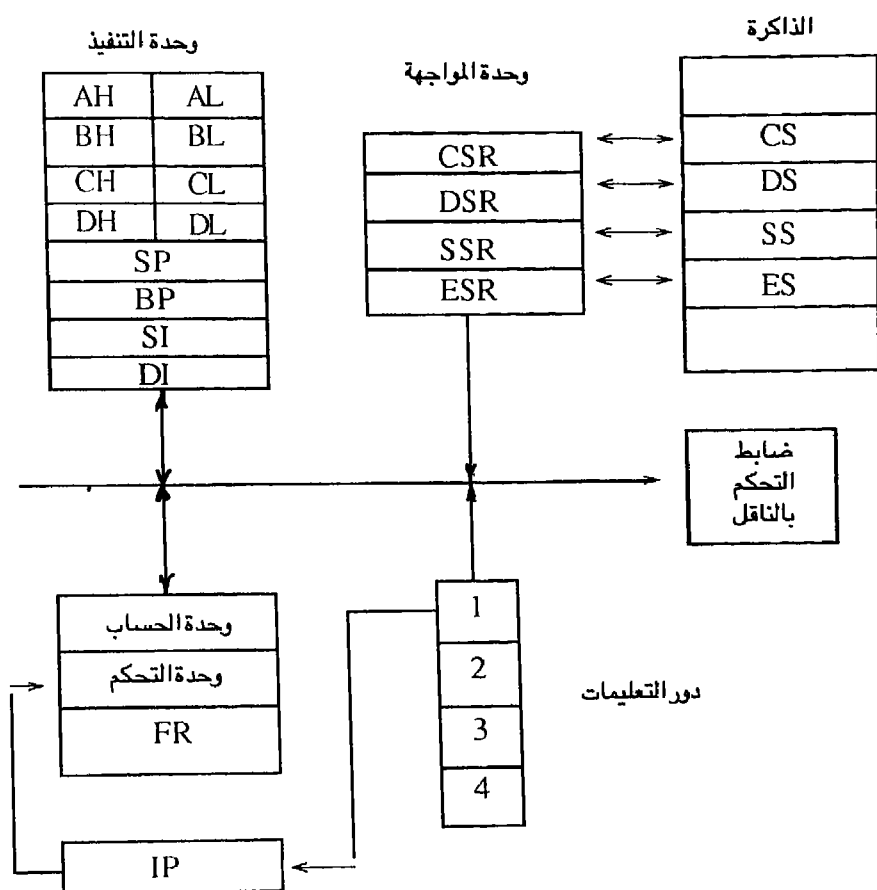 وحدة التنفيذ
وحدة المواجهة
الذاكرة
AH AL
BH BL
CH CL
DH DL
SP
BP
SI
DI
CSR
DSR
SSR
ESR
CS
DS
SS
ES
ضابط
التحكم
بالناقل
وحدة الحساب
وحدة التحكم
FR
IP
1
2
3
4
دور التعليمات